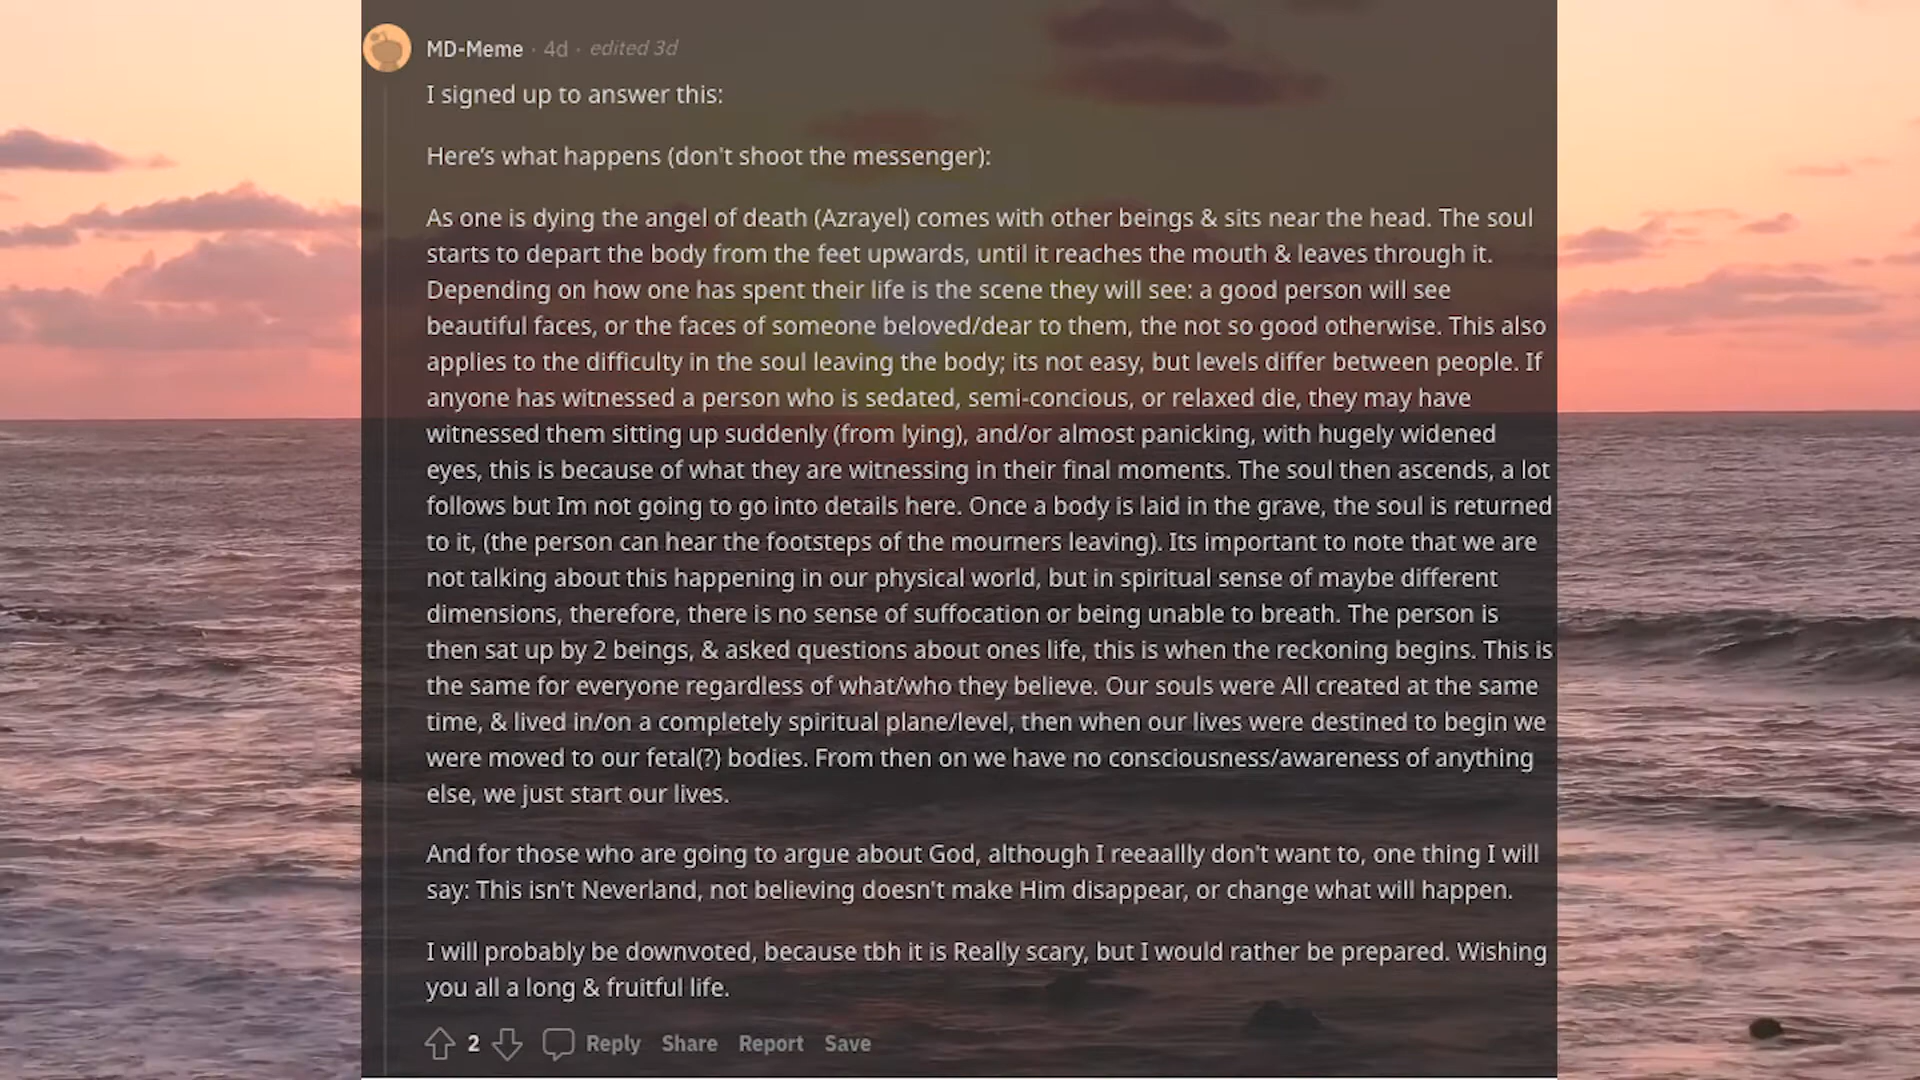 MD-Meme · 4d · edited 3d
I signed up to answer this:
Here's what happens (don't shoot the messenger):
As one is dying the angel of death (Azrayel) comes with other beings & sits near the head. The soul
starts to depart the body from the feet upwards, until it reaches the mouth & leaves through it.
Depending on how one has spent their life is the scene they will see: a good person will see
beautiful faces, or the faces of someone beloved/dear to them, the not so good otherwise. This also
applies to the difficulty in the soul leaving the body; its not easy, but levels differ between people. If
anyone has witnessed a person who is sedated, semi-concious, or relaxed die, they may have
witnessed them sitting up suddenly (from lying), and/or almost panicking, with hugely widened
eyes, this is because of what they are witnessing in their final moments. The soul then ascends, a lot
follows but Im not going to go into details here. Once a body is laid in the grave, the soul is returned
to it, (the person can hear the footsteps of the mourners leaving). Its important to note that we are
not talking about this happening in our physical world, but in spiritual sense of maybe different
dimensions, therefore, there is no sense of suffocation or being unable to breath. The person is
then sat up by 2 beings, & asked questions about ones life, this is when the reckoning begins. This is
the same for everyone regardless of what/who they believe. Our souls were All created at the same
time, & lived in/on a completely spiritual plane/level, then when our lives were destined to begin we
were moved to our fetal(?) bodies. From then on we have no consciousness/awareness of anything
else, we just start our lives.
And for those who are going to argue about God, although I reeaallly don't want to, one thing I will
say: This isn't Neverland, not believing doesn't make Him disappear, or change what will happen.
I will probably be downvoted, because tbh it is Really scary, but I would rather be prepared. Wishing
you all a long & fruitful life.
2 Reply Share Report Save